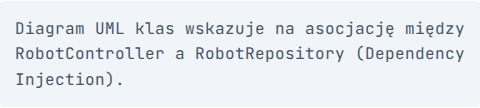 Diagram UML klas wskazuje na asocjację między
RobotController a RobotRepository (Dependency
Injection).